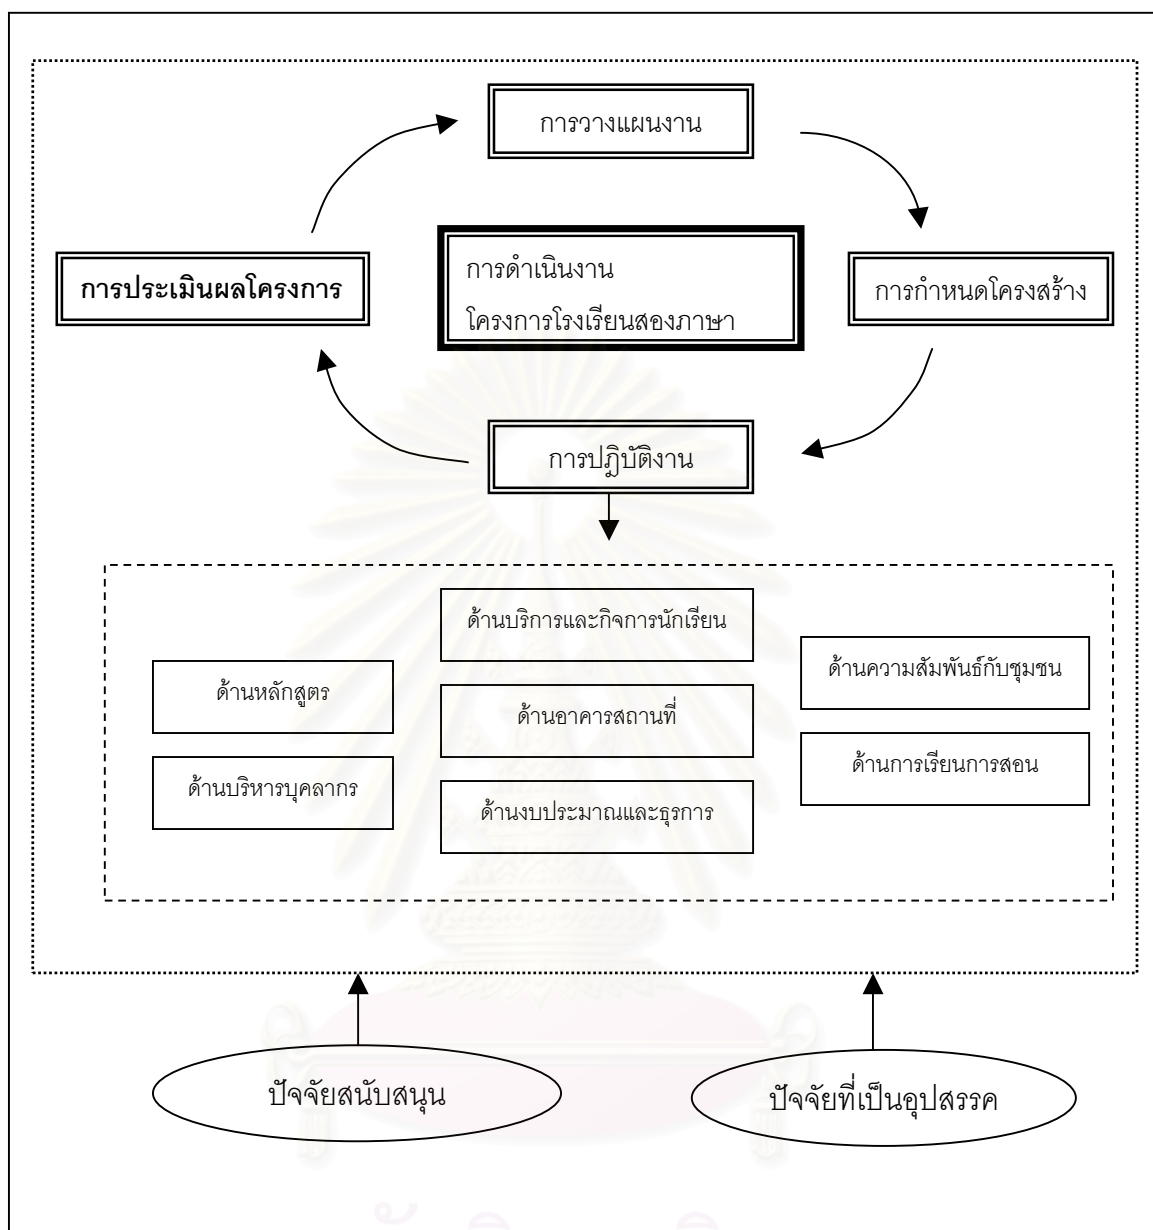 การวางแผนงาน
การประเมินผลโครงการ
การดำเนินงาน
โครงการโรงเรียนสองภาษา
การกำหนดโครงสร้าง
การปฎิบัติงาน
ด้านบริการและกิจการนักเรียน
ด้านความสัมพันธ์กับชุมชน
ด้านหลักสูตร
ด้านอาคารสถานที่
ด้านการเรียนการสอน
ด้านบริหารบุคลากร
ด้านงบประมาณและธุรการ
ปัจจัยสนับสนุน
ปัจจัยที่เป็นอุปสรรค